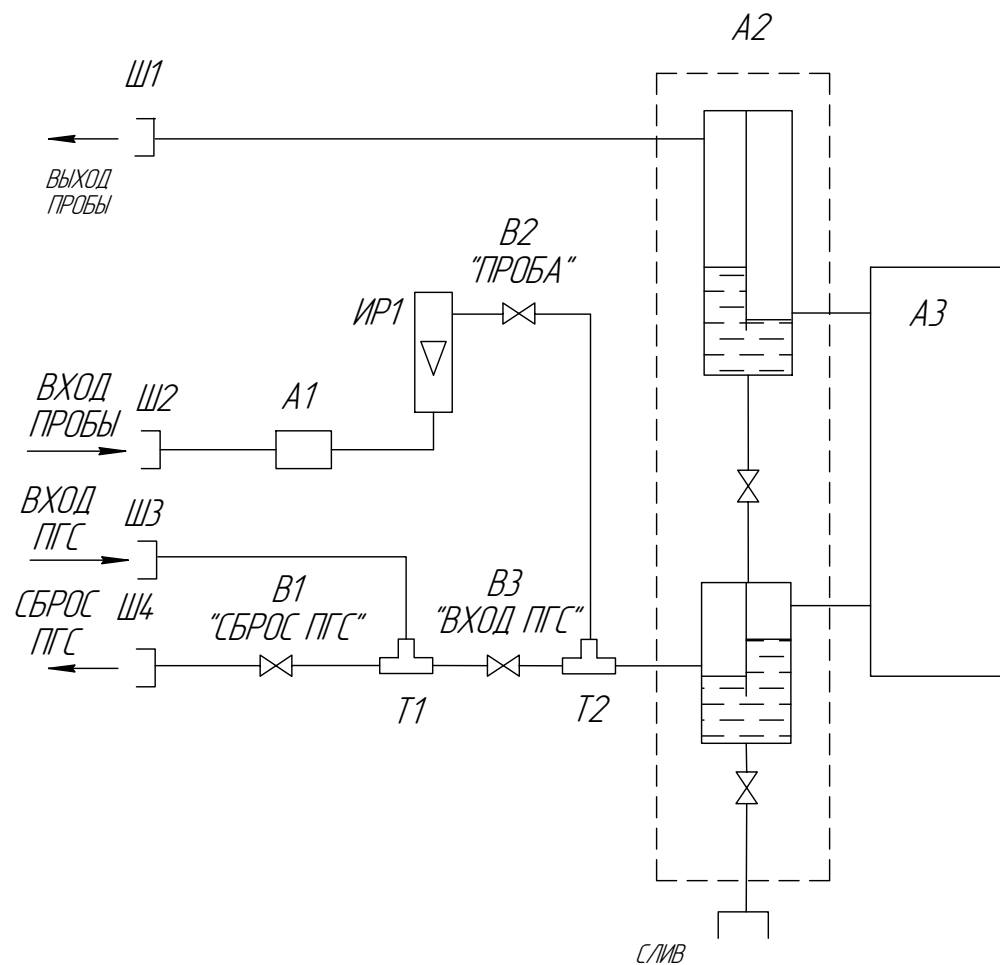 А2
Ш1
ВЫХОД
ПРОБЫ
В2
"ПРОБА"
ИР1
А3
ВХОД
ПРОБЫ
Ш2
А1
ВХОД
ПГС
Ш3
СБРОС
ПГС
Ш4
В1
"СБРОС ПГС"
В3
"ВХОД ПГС"
Т1
Т2
СЛИВ